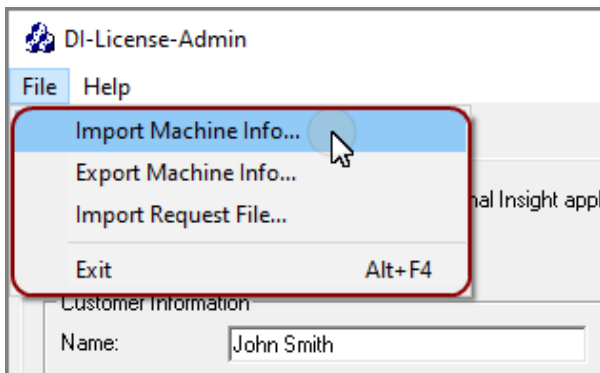 DI-License-Admin
File Help
Import Machine Info...
Export Machine Info...
nal Insight appl
Import Request File...
Exit Alt+F4
Customer Information
Name: John Smith